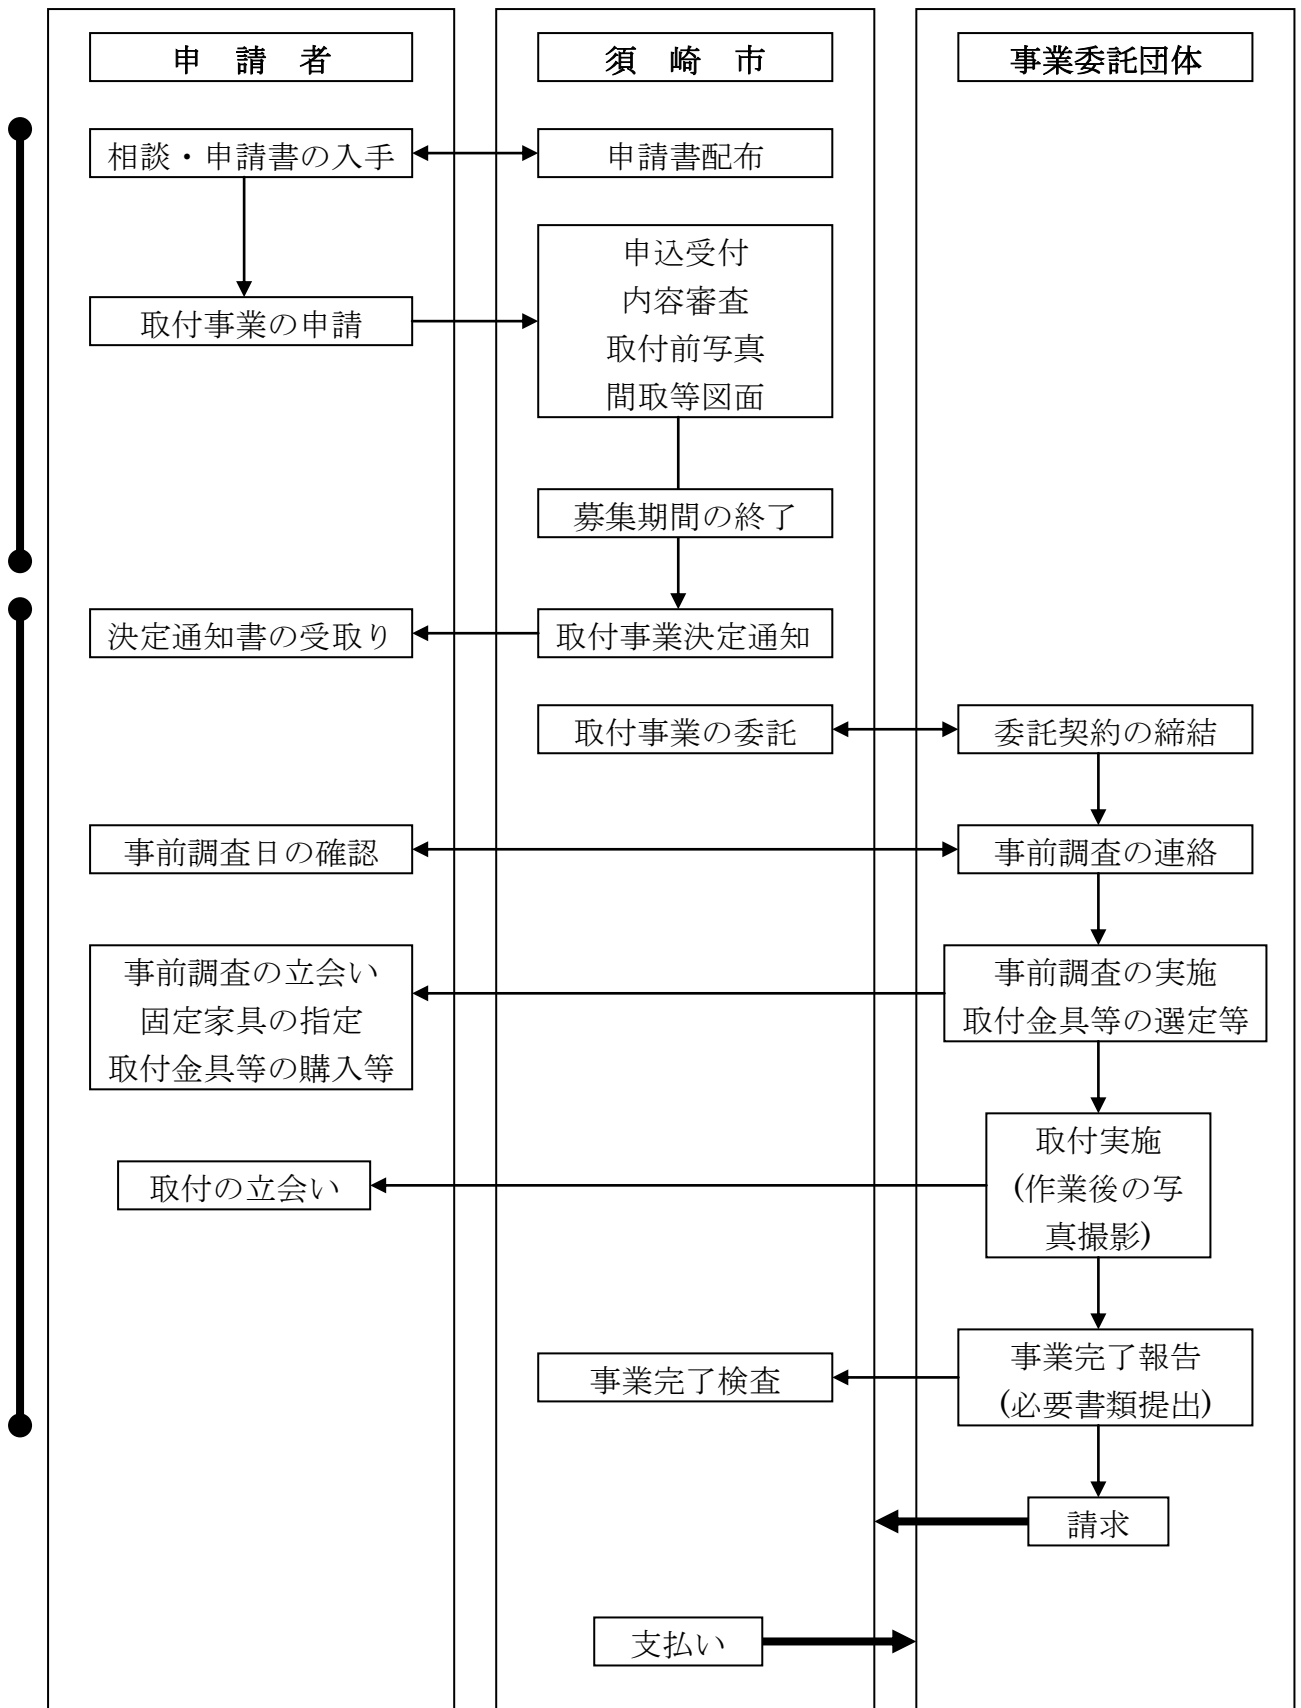 申　請　者
須　崎　市
事業委託団体
相談・申請書の入手
申請書配布
申込受付
内容審査
取付前写真
間取等図面
取付事業の申請
募集期間の終了
決定通知書の受取り
取付事業決定通知
取付事業の委託
委託契約の締結
事前調査日の確認
事前調査の連絡
事前調査の立会い
固定家具の指定
取付金具等の購入等
事前調査の実施
取付金具等の選定等
取付実施
(作業後の写
真撮影)
取付の立会い
事業完了報告
(必要書類提出)
事業完了検査
請求
支払い